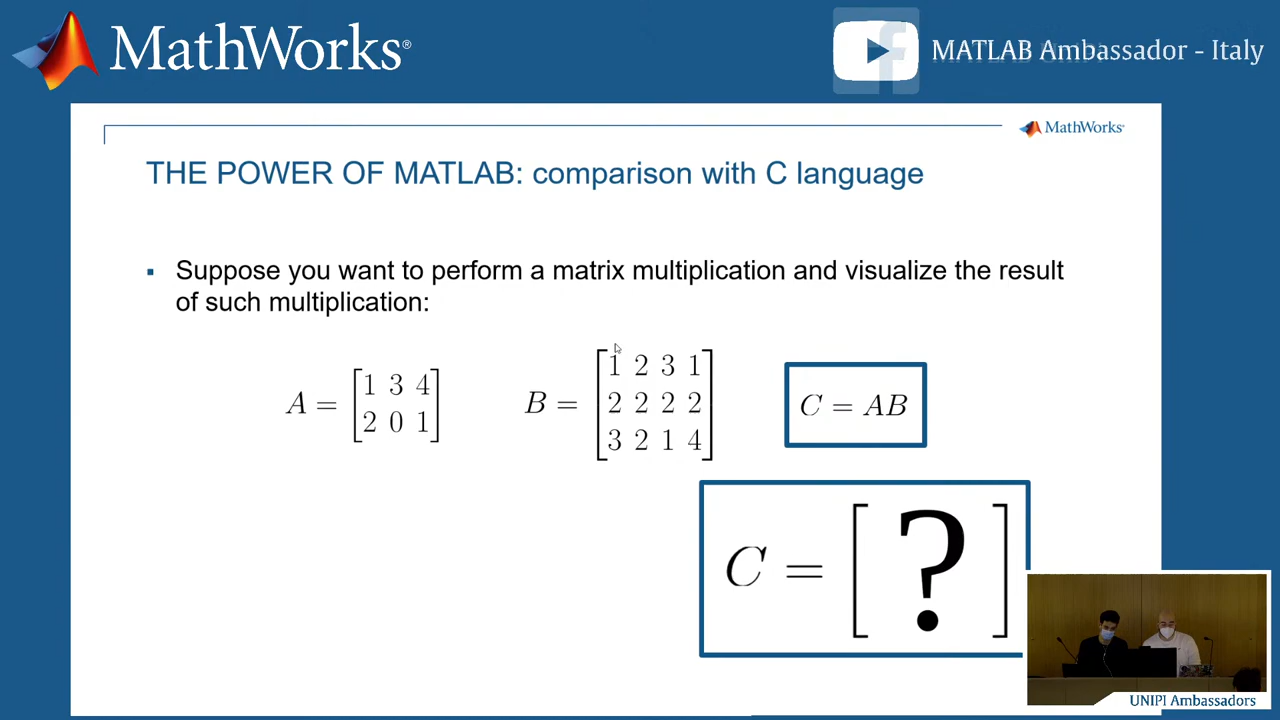 MathWorks®
MATLAB Ambassador - Italy
MathWorks®
THE POWER OF MATLAB: comparison with C language
Suppose you want to perform a matrix multiplication and visualize the result
of such multiplication:
A = [1 3 4
2 0 1]
B = [1 2 3 1
2 2 2 2
3 2 1 4]
C = AB
C = [ ? ]
UNIPI Ambassadors